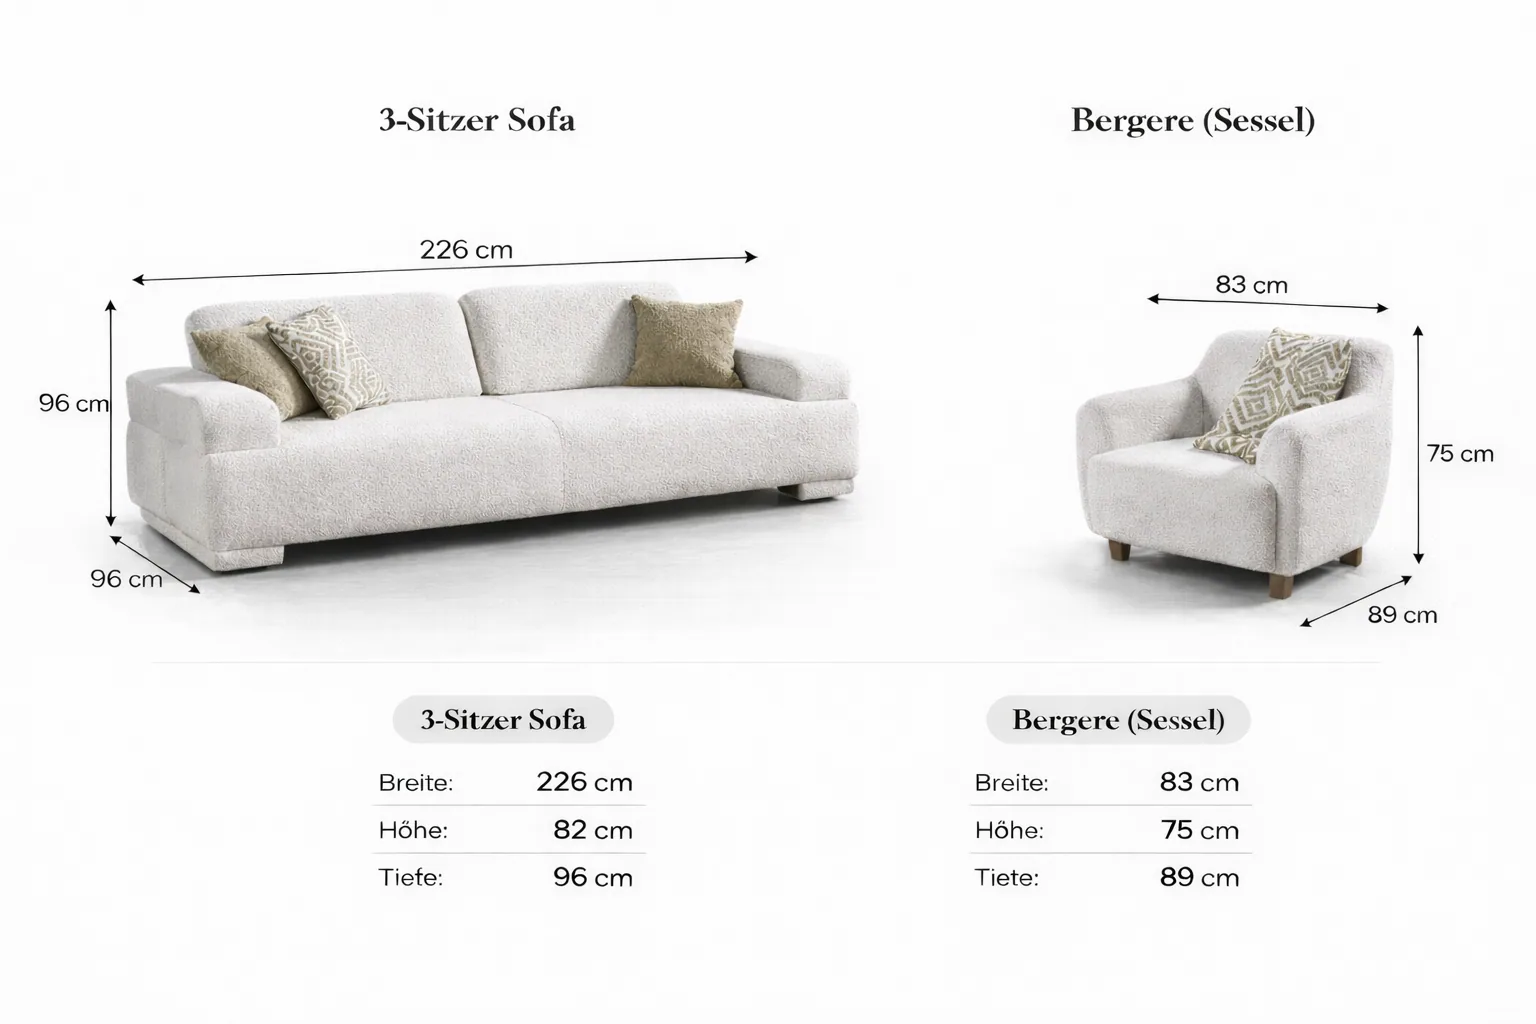 3-Sitzer Sofa
Bergere (Sessel)
226 cm
83 cm
96 cm
75 cm
96 cm
89 cm
3-Sitzer Sofa
Breite: 226 cm
Hőhe: 82 cm
Tiefe: 96 cm
Bergere (Sessel)
Breite: 83 cm
Hőhe: 75 cm
Tiete: 89 cm